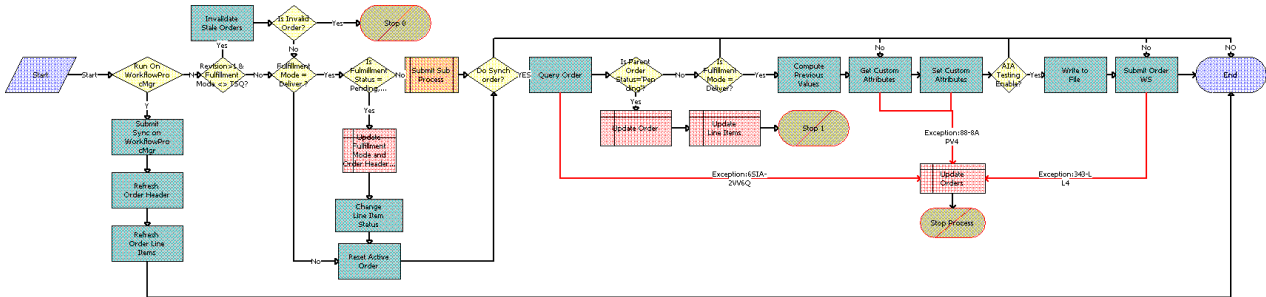 Invalidate
Stale Orders
Is Invalid
Order?
Yes
Stop 0
Yes
No
Start
Start
Run On
WorkflowPro
cMgr
Revision>1 &
Fulfillment
Mode <> TSQ?
No
Fulfillment
Mode =
Deliver.?
Yes
Is
Fulmillment
Status =
Pending,...
No
Submit Sub
Process
Do Synch
order?
YES
Query Order
Is Parent
Order
Status"Pen
ding'?
No
Is
Fulfillment
Mode =
Deliver?
Yes
Compute
Previous
Values
No
Get Custom
Attributes
Set Custom
Attributes
AIA
Testing
Enable?
Yes
Write to
File
No
Submit Order
WS
NO
End
Y
Submit
Sync on
WorkflowPro
cMgr
Refresh
Order Header
Refresh
Order Line
Items
Yes
Update
Fulfillment
Mode and
Order Header...
Change
Line Item
Status
No
Reset Active
Order
Yes
Update Order
Update
Line Items
Stop 1
Exception:6SIA-
2VV6Q
Exception:88-8A
PV4
Exception:343-L
L4
Update
Orders
Stop Process